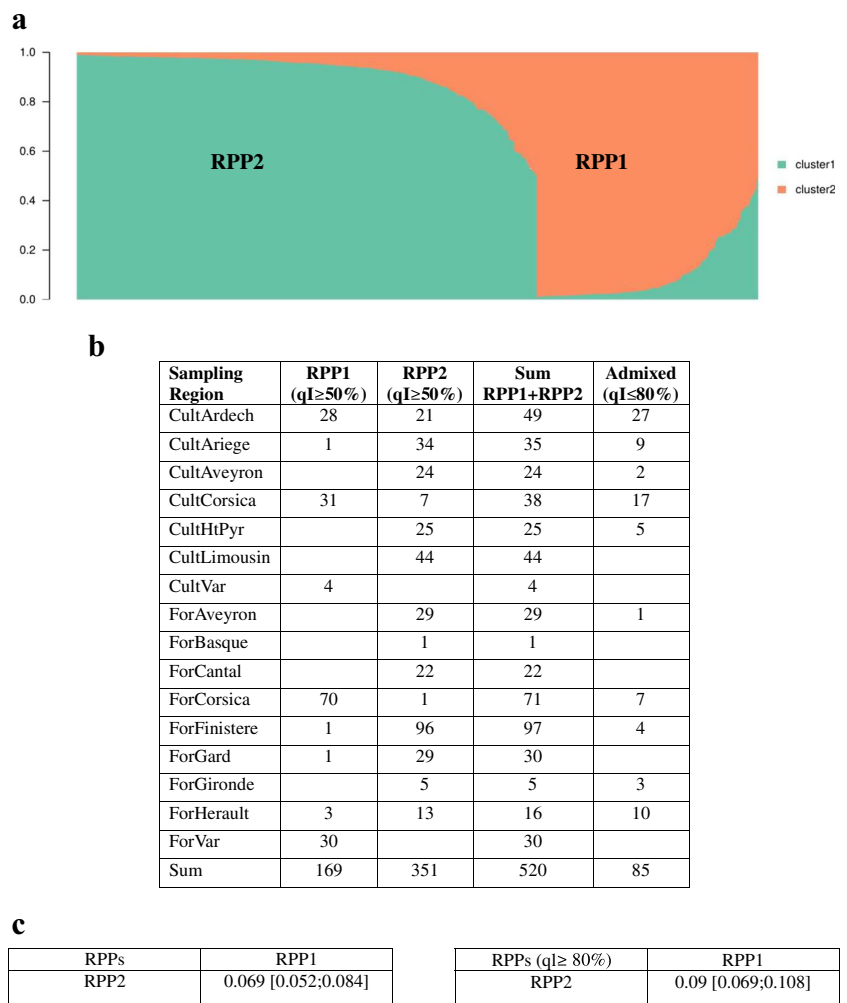 a
1.0
0.8
0.6
0.4
0.2
0.0
RPP2
RPP1
cluster1
cluster2
b
Sampling Region RPP1 (qI≥50%) RPP2 (qI≥50%) Sum RPP1+RPP2 Admixed (qI≤80%)
CultArdech 28 21 49 27
CultAriege 1 34 35 9
CultAveyron 24 24 2
CultCorsica 31 7 38 17
CultHtPyr 25 25 5
CultLimousin 44 44
CultVar 4 4
ForAveyron 29 29 1
ForBasque 1 1
ForCantal 22 22
ForCorsica 70 1 71 7
ForFinistere 1 96 97 4
ForGard 1 29 30
ForGironde 5 5 3
ForHerault 3 13 16 10
ForVar 30 30
Sum 169 351 520 85
c
RPPs RPP1
RPP2 0.069 [0.052;0.084]
RPPs (qI≥ 80%) RPP1
RPP2 0.09 [0.069;0.108]